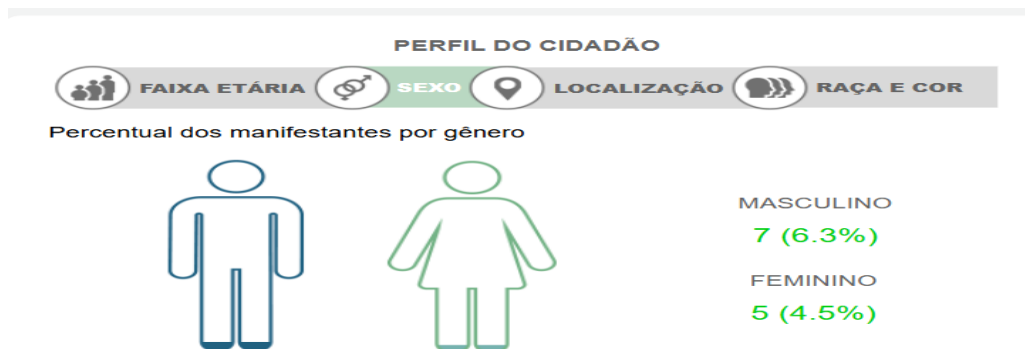 PERFIL DO CIDADÃO
FAIXA ETÁRIA SEXO LOCALIZAÇÃO RAÇA E COR
Percentual dos manifestantes por gênero
MASCULINO
7 (6.3%)
FEMININO
5 (4.5%)